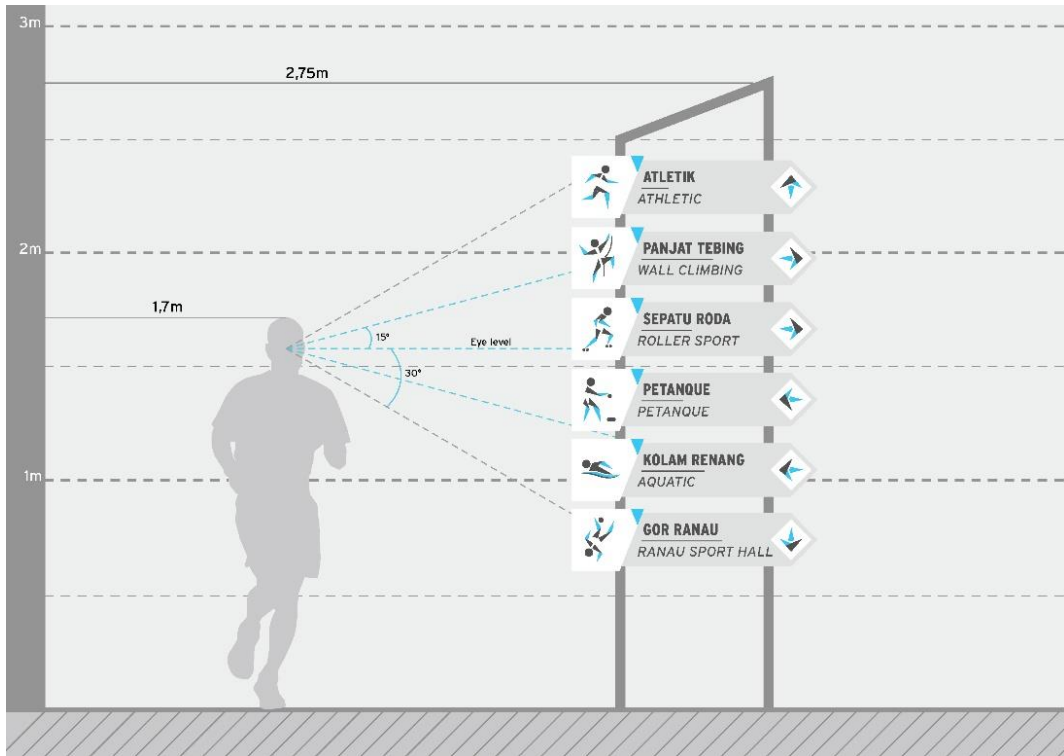 3m
2,75m
ATLETIK
ATHLETIC
2m
PANJAT TEBING
WALL CLIMBING
1,7m
SEPATU RODA
ROLLER SPORT
15°
Eye level
30°
PETANQUE
PETANQUE
KOLAM RENANG
AQUATIC
1m
GOR RANAU
RANAU SPORT HALL